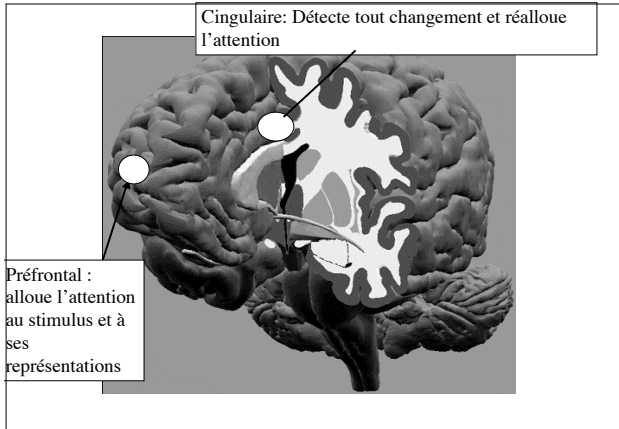 Cingulaire: Détecte tout changement et réalloue
l'attention
Préfrontal :
alloue l'attention
au stimulus et à
ses
représentations